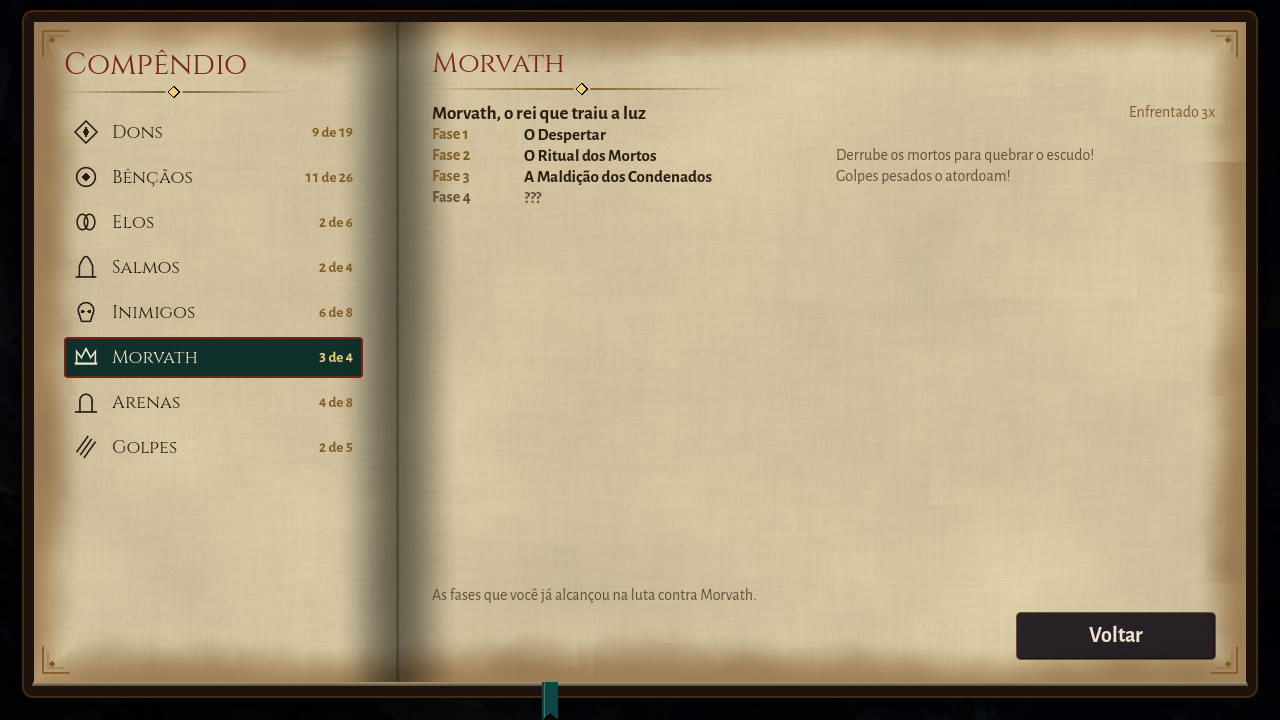 Compêndio
Dons 9 de 19
Bênçãos 11 de 26
Elos 2 de 6
Salmos 2 de 4
Inimigos 6 de 8
Morvath 3 de 4
Arenas 4 de 8
Golpes 2 de 5
Morvath
Morvath, o rei que traiu a luz Enfrentado 3x
Fase 1 O Despertar
Fase 2 O Ritual dos Mortos Derrube os mortos para quebrar o escudo!
Fase 3 A Maldição dos Condenados Golpes pesados o atordoam!
Fase 4 ???
As fases que você já alcançou na luta contra Morvath.
Voltar